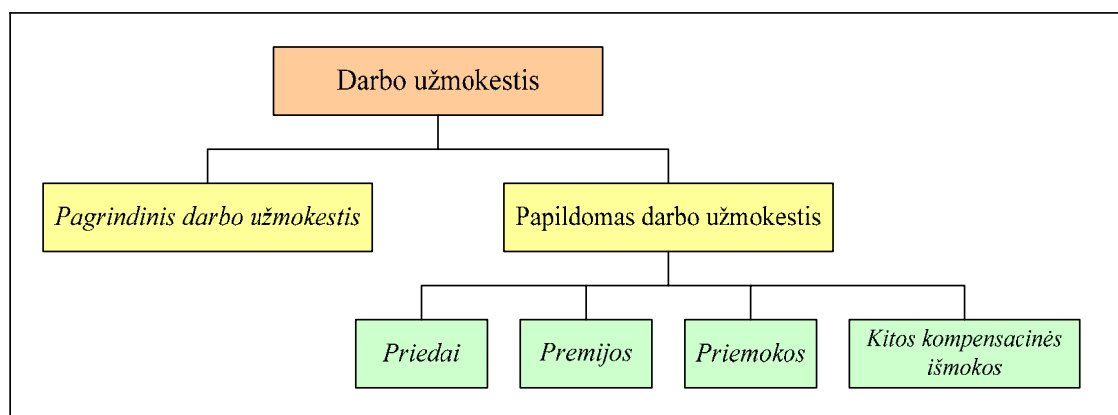 Darbo užmokestis
Pagrindinis darbo užmokestis
Papildomas darbo užmokestis
Priedai
Premijos
Priemokos
Kitos kompensacinės
išmokos